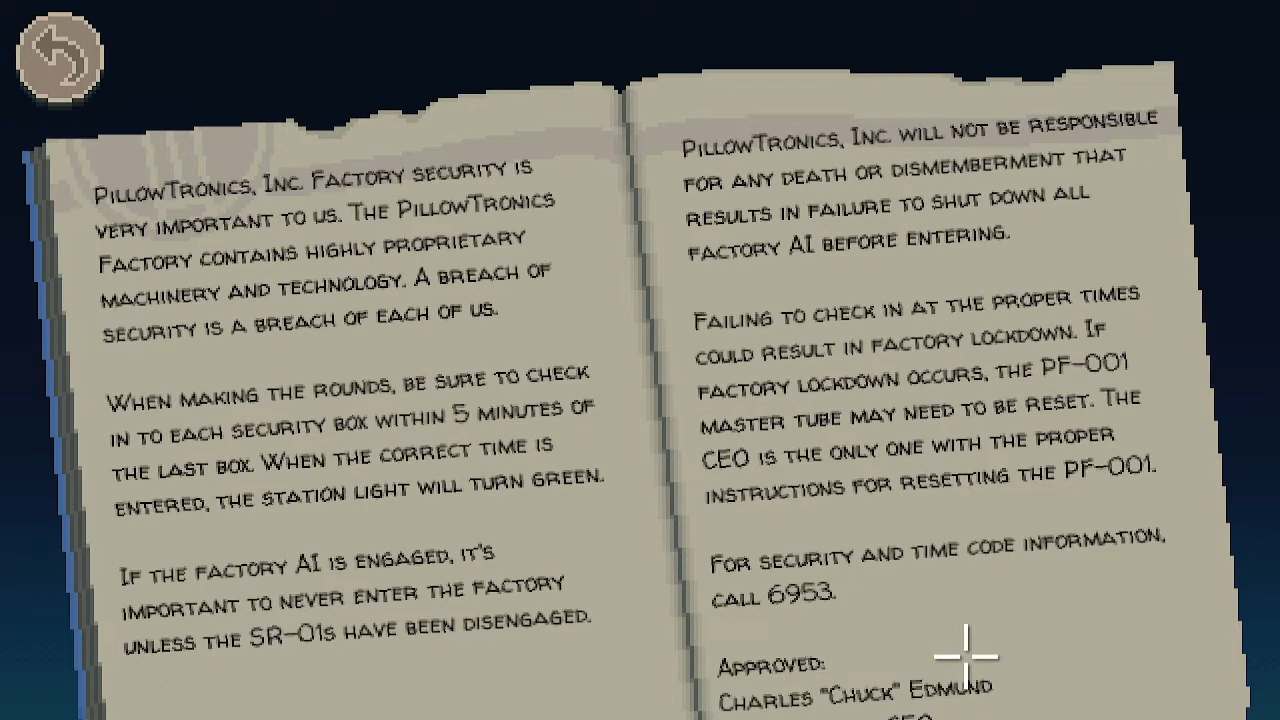 PillowTronics, Inc. Factory security is
very important to us. The PillowTronics
Factory contains highly proprietary
machinery and technology. A breach of
security is a breach of each of us.
When making the rounds, be sure to check
in to each security box within 5 minutes of
the last box. When the correct time is
entered, the station light will turn green.
If the factory AI is engaged, it's
important to never enter the factory
unless the SR-01s have been disengaged.
PillowTronics, Inc. will not be responsible
for any death or dismemberment that
results in failure to shut down all
factory AI before entering.
Failing to check in at the proper times
could result in factory lockdown. If
factory lockdown occurs, the PF-001
master tube may need to be reset. The
CEO is the only one with the proper
instructions for resetting the PF-001.
For security and time code information,
call 6953.
Approved:
Charles "Chuck" Edmund
CEO